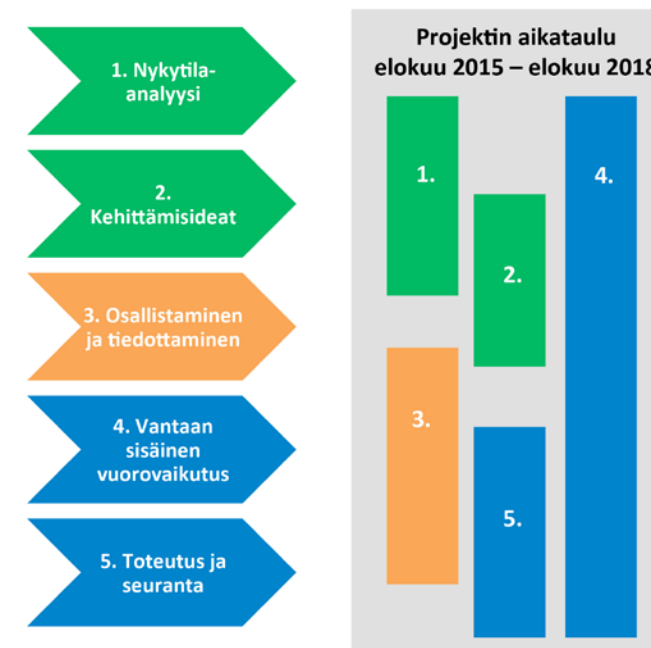 1. Nykytila-
analyysi
2.
Kehittämisideat
3. Osallistaminen
ja tiedottaminen
4. Vantaan
sisäinen
vuorovaikutus
5. Toteutus ja
seuranta
Projektin aikataulu
elokuu 2015 – elokuu 2018
1.
2.
3.
4.
5.